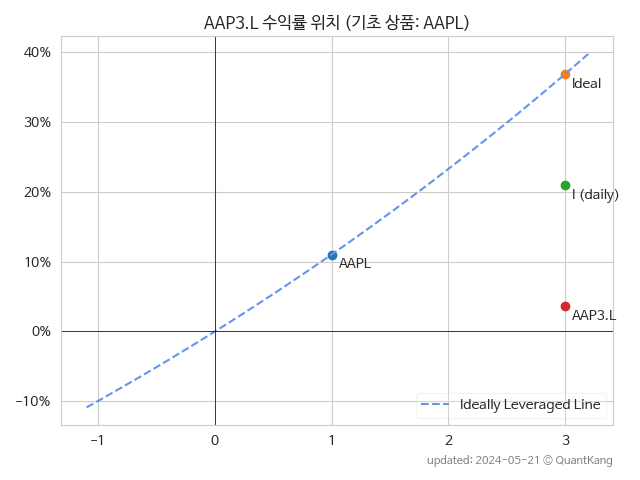 AAP3.L 수익률 위치 (기초 상품: AAPL)
40%
30%
20%
10%
0%
−10%
Ideal
I (daily)
AAPL
AAP3.L
Ideally Leveraged Line
−1
0
1
2
3
updated: 2024-05-21 © QuantKang